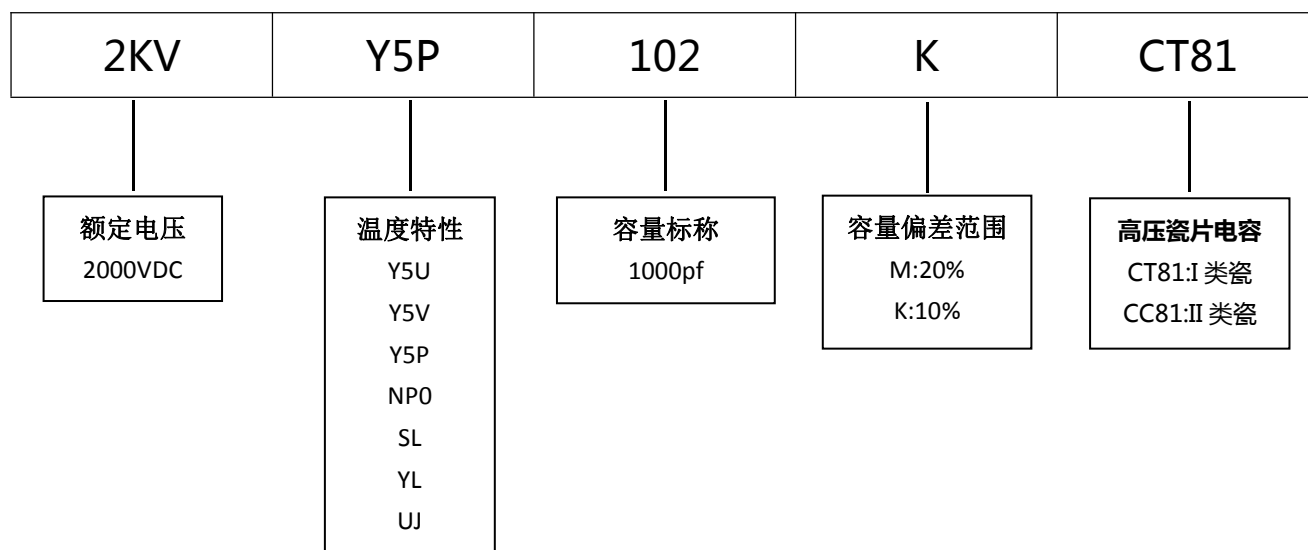 2KV Y5P 102 K CT81
额定电压
2000VDC
温度特性
Y5U
Y5V
Y5P
NP0
SL
YL
UJ
容量标称
1000pf
容量偏差范围
M:20%
K:10%
高压瓷片电容
CT81:I 类瓷
CC81:II 类瓷